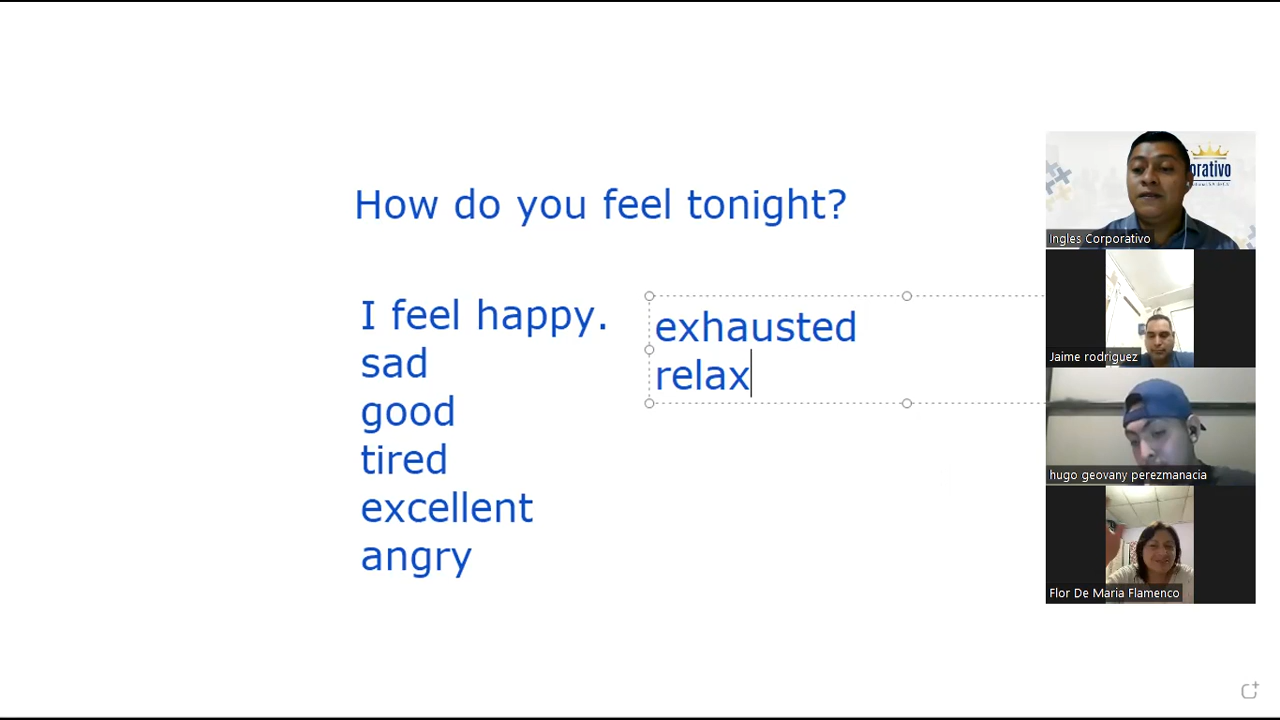 How do you feel tonight?
I feel happy.
sad
good
tired
excellent
angry
exhausted
relax
orativo
Ingles Corporativo
Jaime rodriguez
hugo geovany perezmanacia
Flor De Maria Flamenco